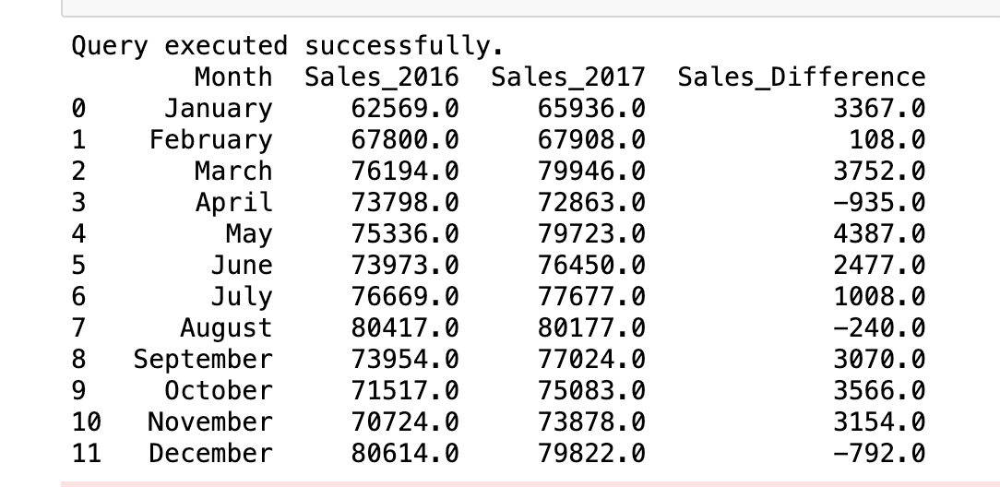 Query executed successfully.
Month Sales_2016 Sales_2017 Sales_Difference
0 January 62569.0 65936.0 3367.0
1 February 67800.0 67908.0 108.0
2 March 76194.0 79946.0 3752.0
3 April 73798.0 72863.0 −935.0
4 May 75336.0 79723.0 4387.0
5 June 73973.0 76450.0 2477.0
6 July 76669.0 77677.0 1008.0
7 August 80417.0 80177.0 −240.0
8 September 73954.0 77024.0 3070.0
9 October 71517.0 75083.0 3566.0
10 November 70724.0 73878.0 3154.0
11 December 80614.0 79822.0 −792.0